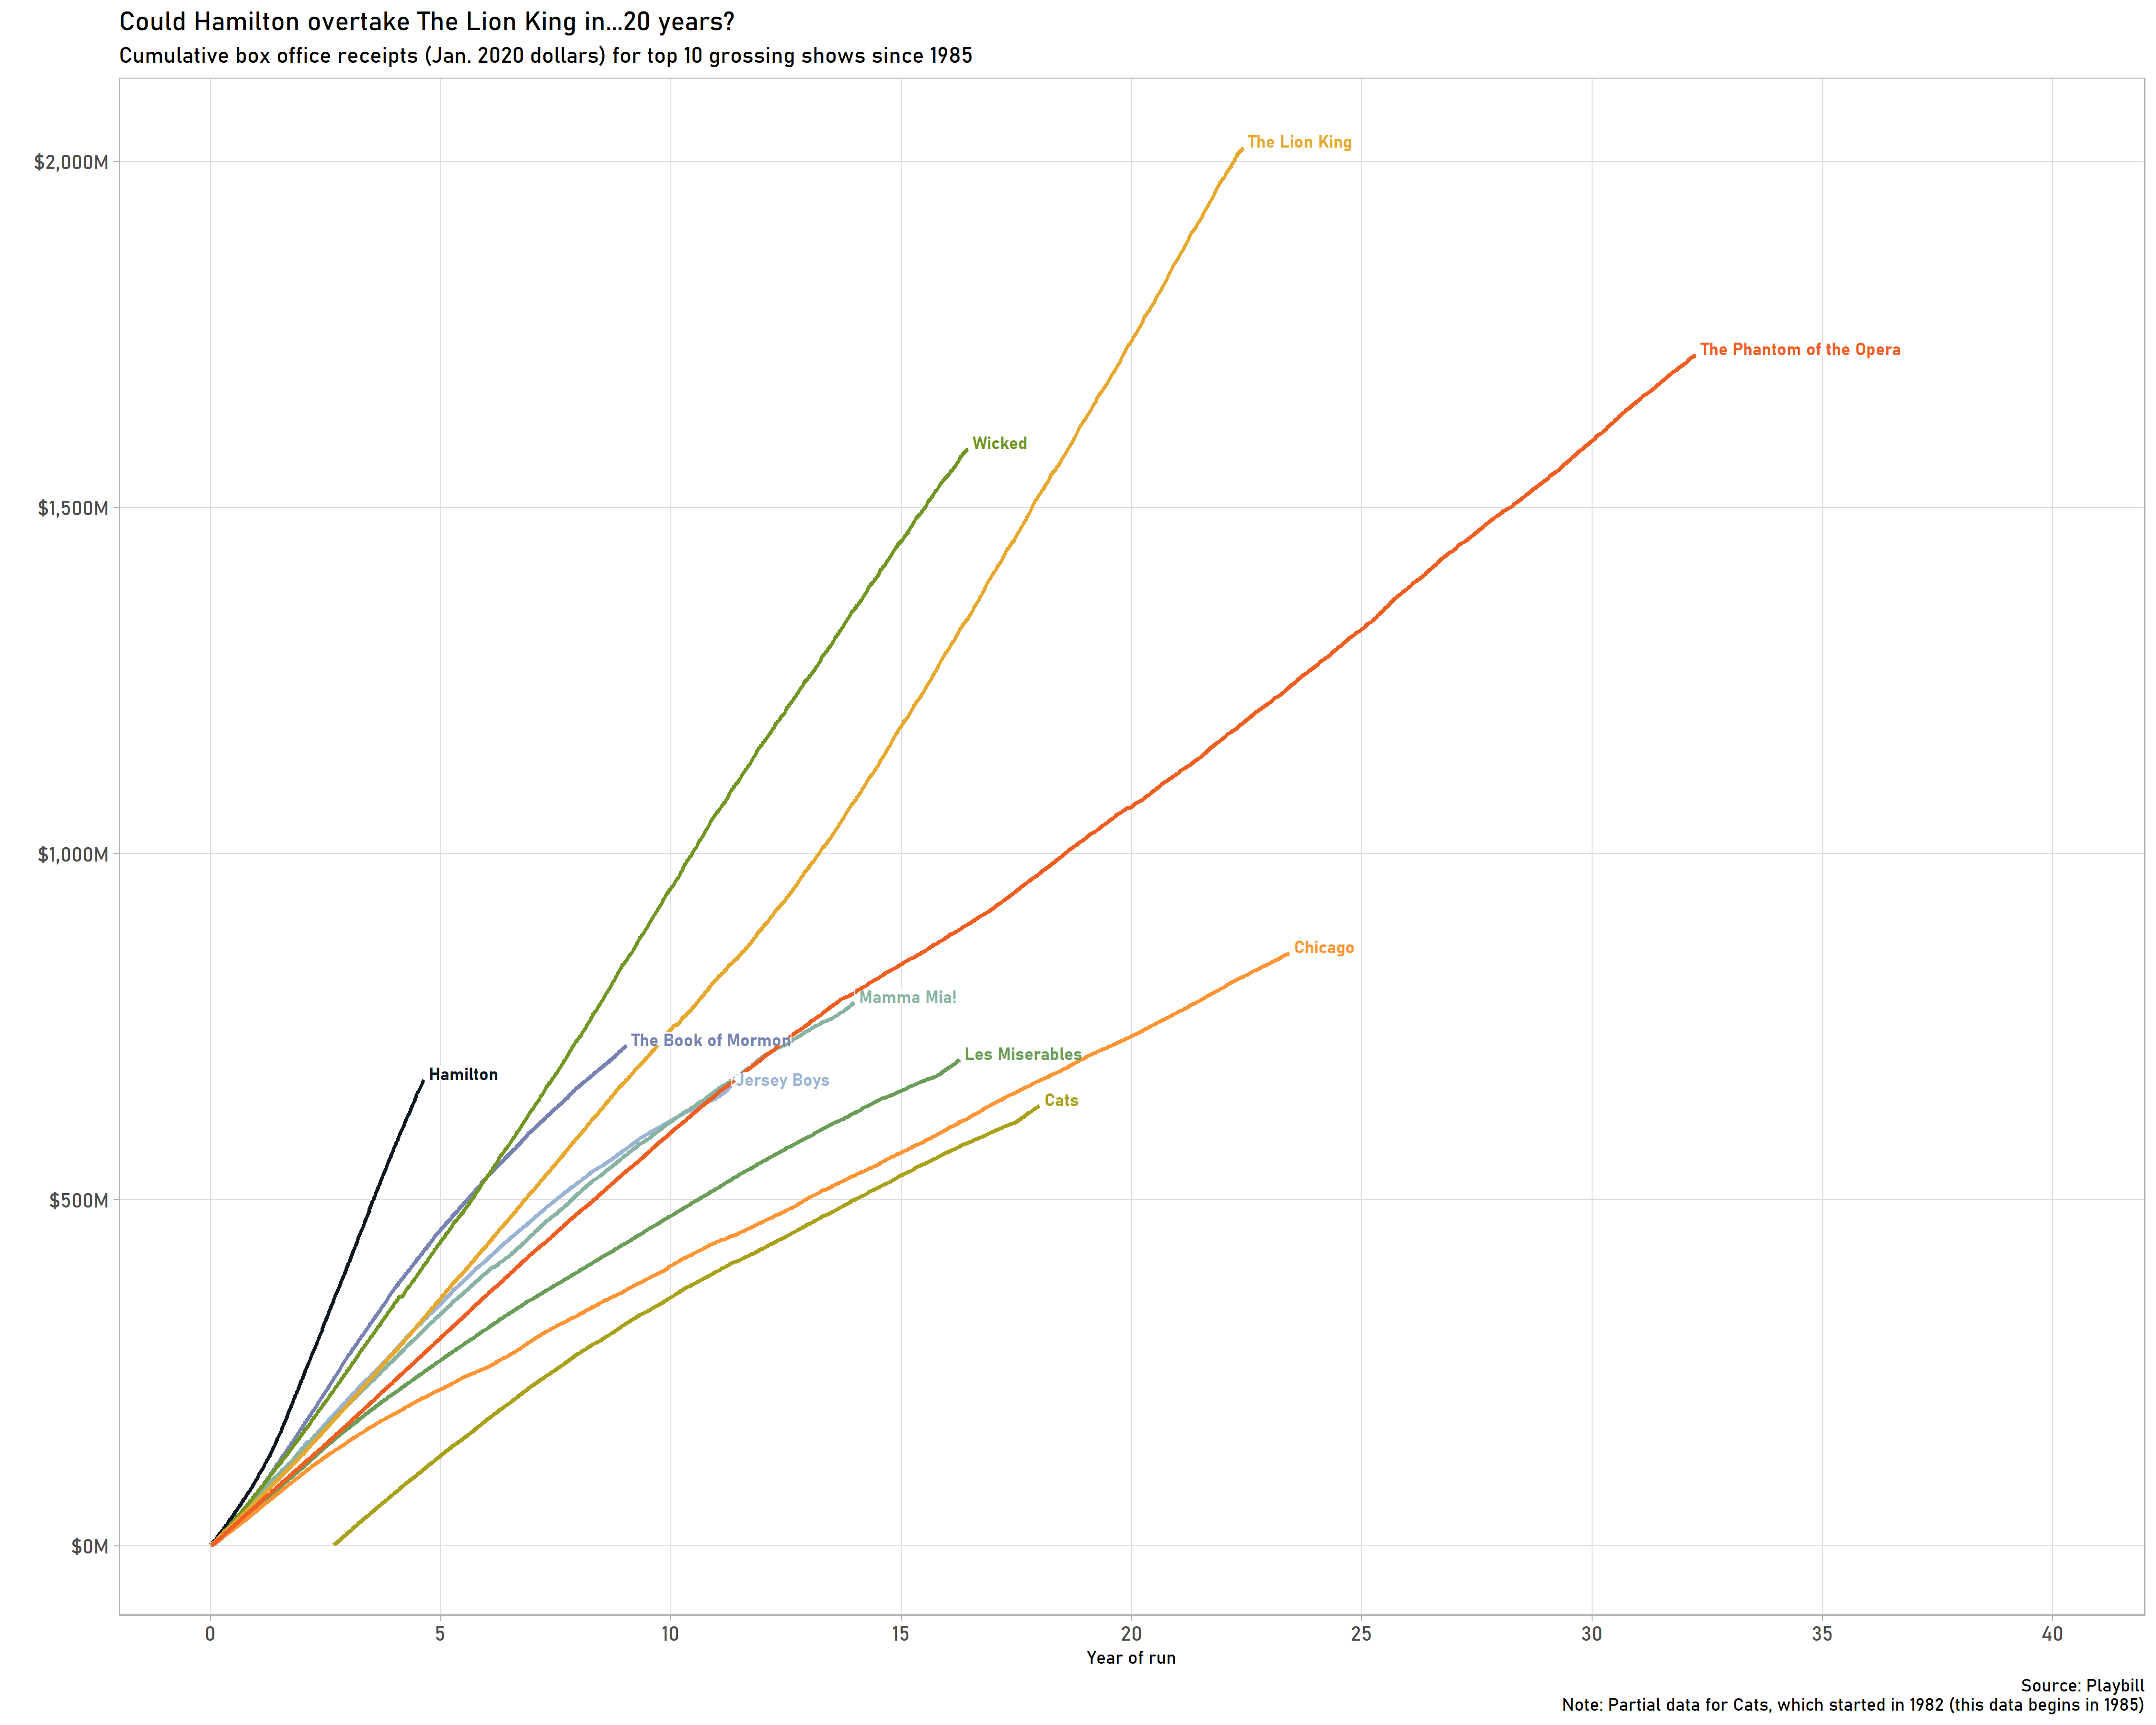 Could Hamilton overtake The Lion King in...20 years?
Cumulative box office receipts (Jan. 2020 dollars) for top 10 grossing shows since 1985
$2,000M
$1,500M
$1,000M
$500M
$0M
The Lion King
The Phantom of the Opera
Wicked
Chicago
Mamma Mia!
The Book of Mormon
Les Miserables
Hamilton
Jersey Boys
Cats
0 5 10 15 20 25 30 35 40
Year of run
Source: Playbill
Note: Partial data for Cats, which started in 1982 (this data begins in 1985)